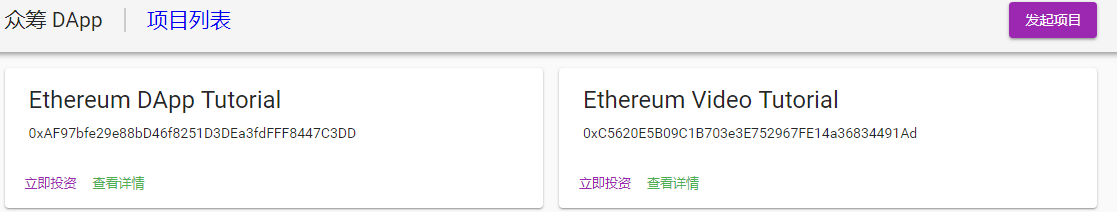 众筹 DApp 项目列表 发起项目
Ethereum DApp Tutorial
0xAF97bfe29e88bD46f8251D3DEa3fdFFF8447C3DD
立即投资 查看详情
Ethereum Video Tutorial
0xC5620E5B09C1B703e3E752967FE14a36834491Ad
立即投资 查看详情